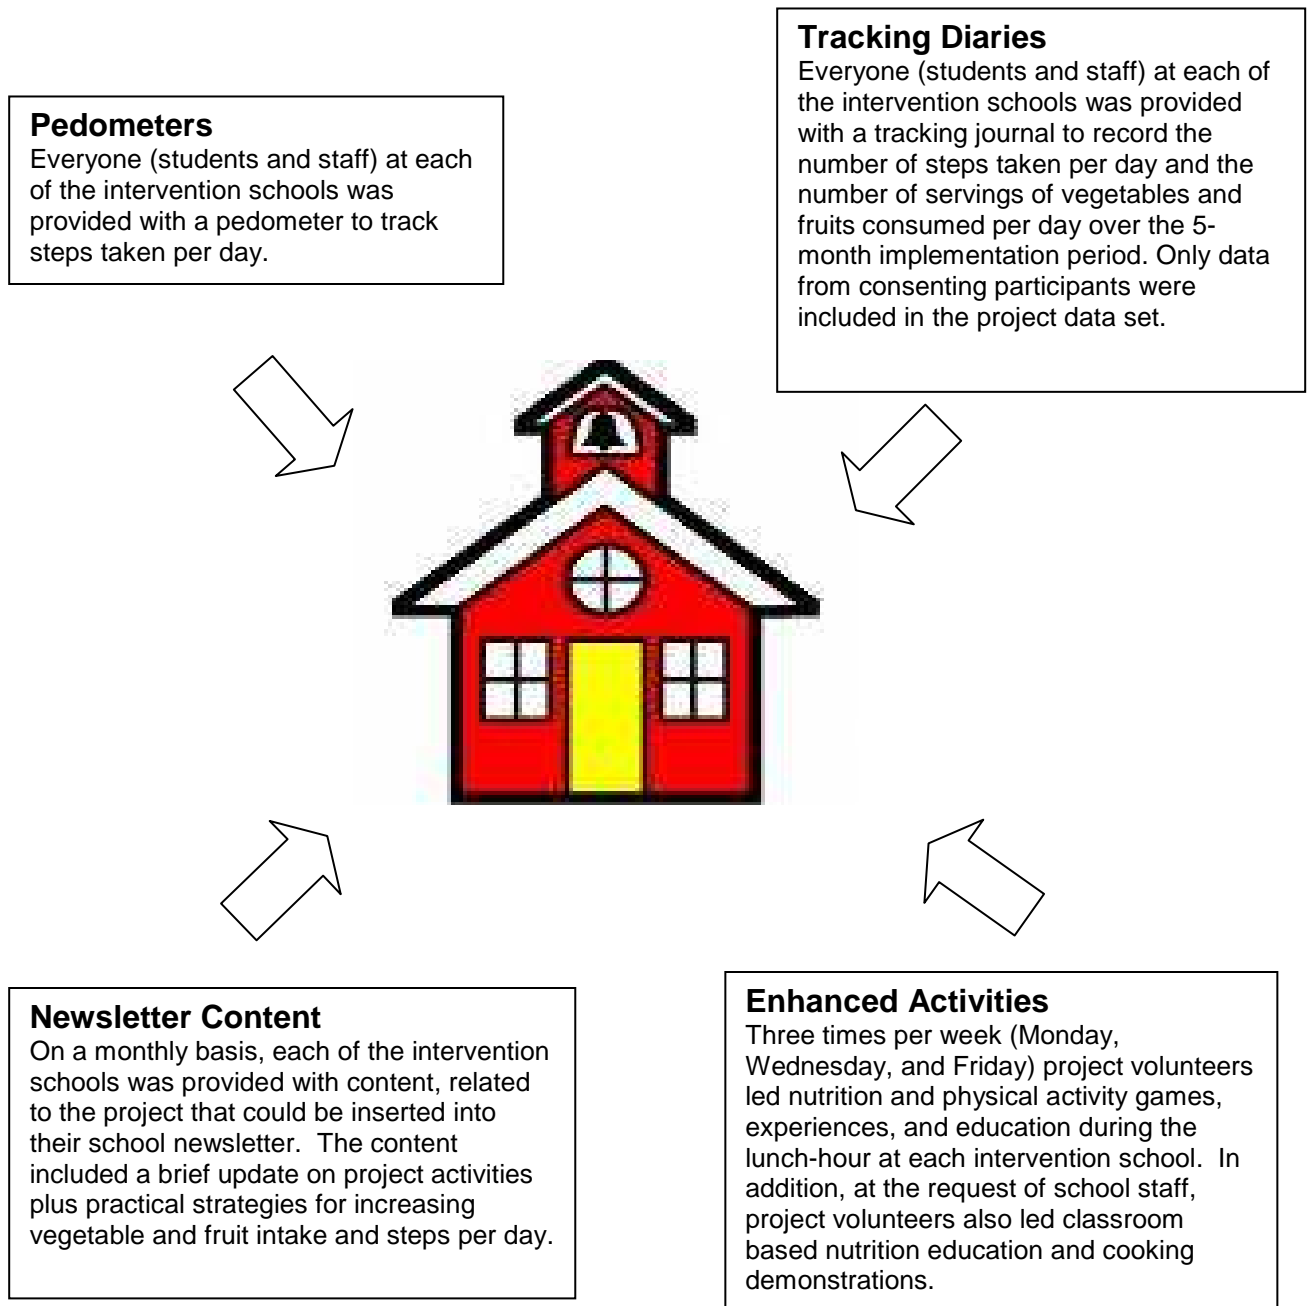 Pedometers
Everyone (students and staff) at each
of the intervention schools was
provided with a pedometer to track
steps taken per day.
Tracking Diaries
Everyone (students and staff) at each of
the intervention schools was provided
with a tracking journal to record the
number of steps taken per day and the
number of servings of vegetables and
fruits consumed per day over the 5-
month implementation period. Only data
from consenting participants were
included in the project data set.
Newsletter Content
On a monthly basis, each of the intervention
schools was provided with content, related
to the project that could be inserted into
their school newsletter.  The content
included a brief update on project activities
plus practical strategies for increasing
vegetable and fruit intake and steps per day.
Enhanced Activities
Three times per week (Monday,
Wednesday, and Friday) project volunteers
led nutrition and physical activity games,
experiences, and education during the
lunch-hour at each intervention school.  In
addition, at the request of school staff,
project volunteers also led classroom
based nutrition education and cooking
demonstrations.